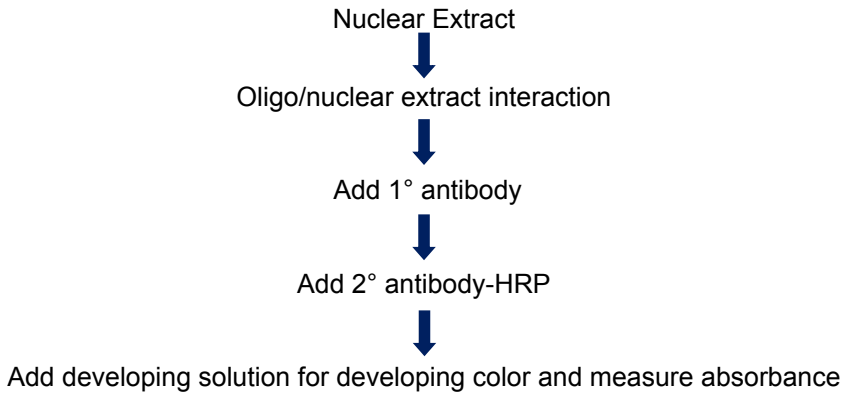 Nuclear Extract
Oligo/nuclear extract interaction
Add 1° antibody
Add 2° antibody-HRP
Add developing solution for developing color and measure absorbance